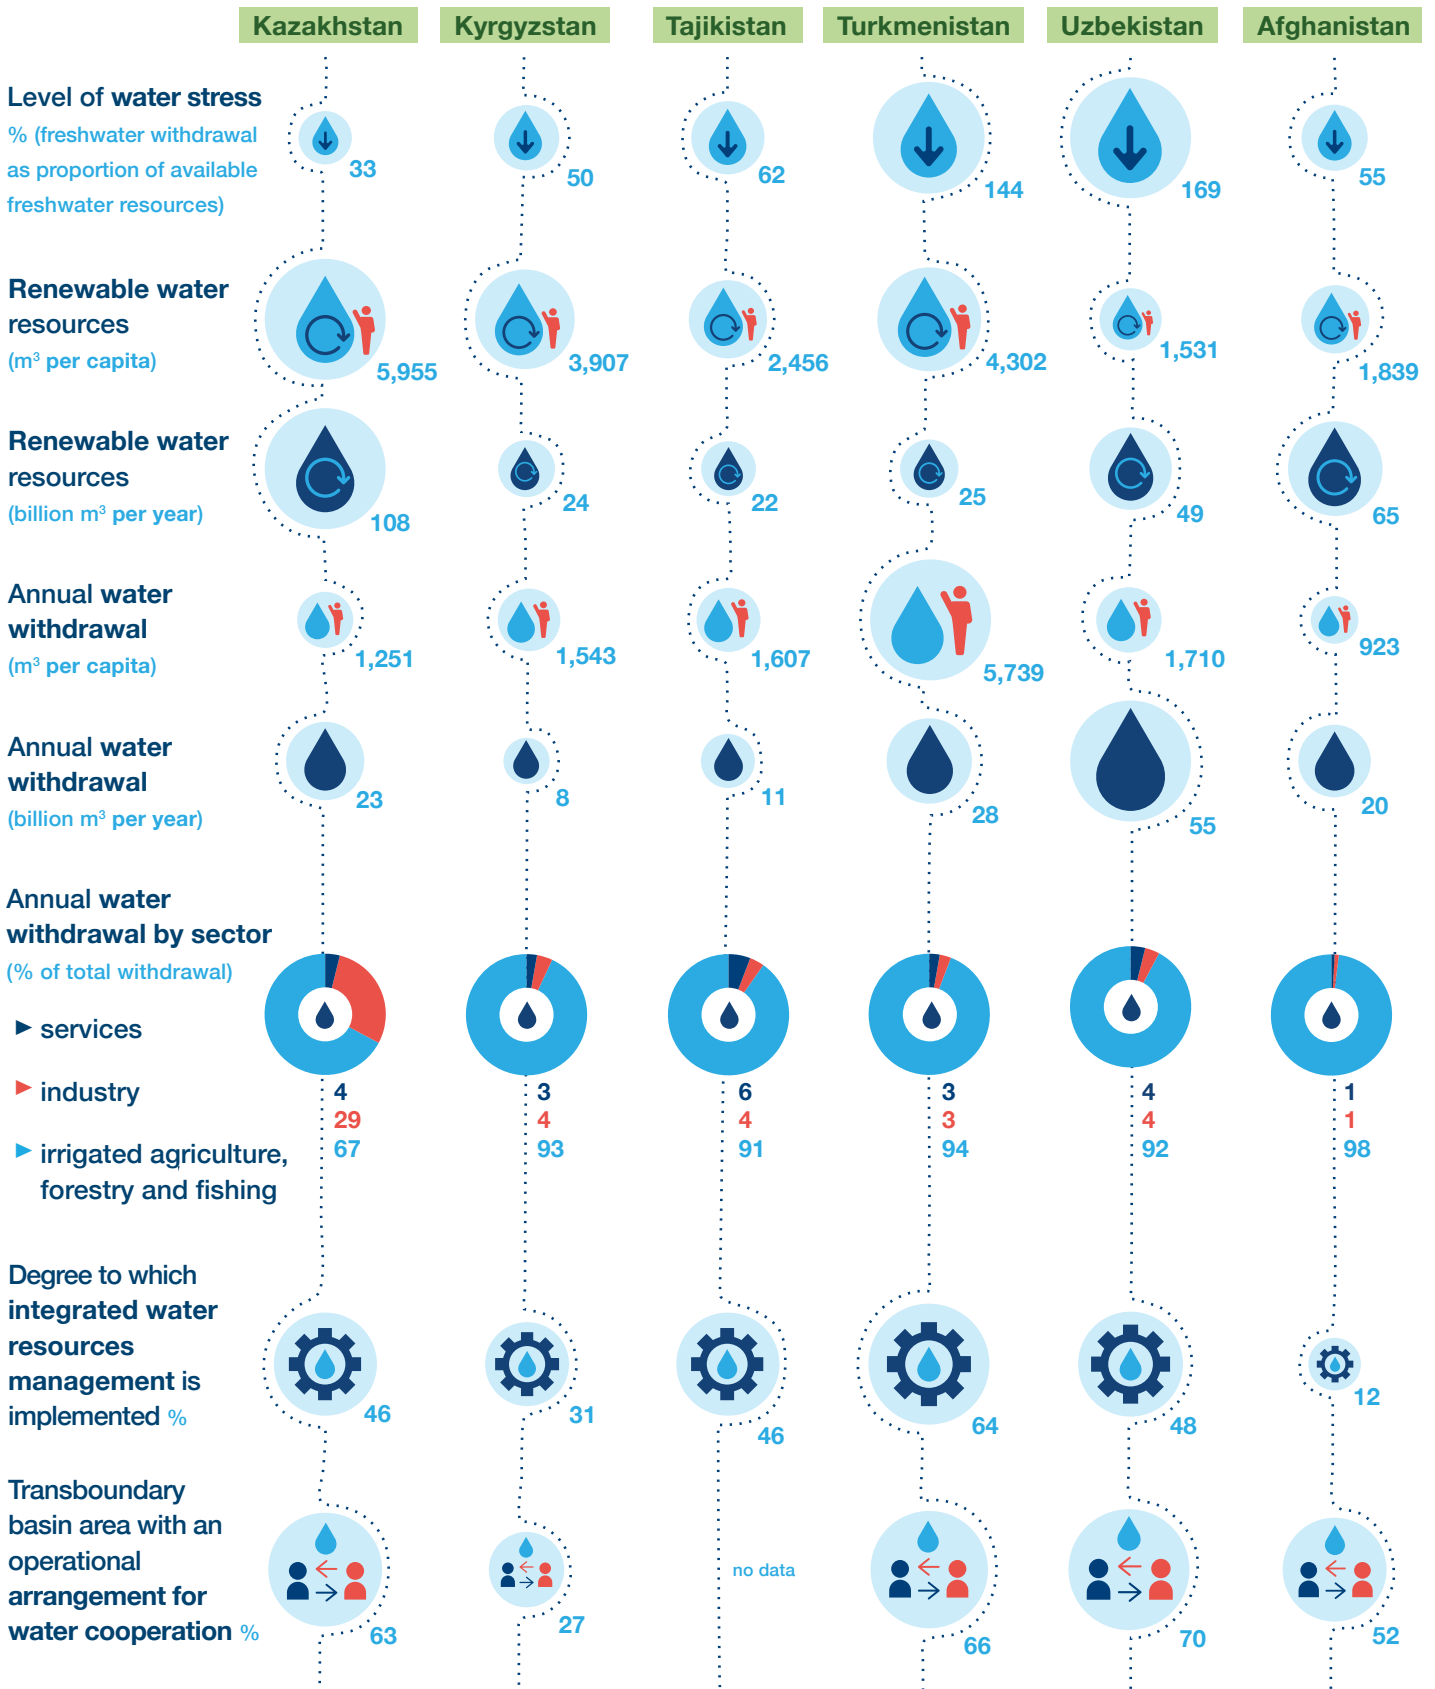 Kazakhstan Kyrgyzstan Tajikistan Turkmenistan Uzbekistan Afghanistan
Level of water stress
% (freshwater withdrawal
as proportion of available
freshwater resources)
33 50 62 144 169 55
Renewable water
resources
(m³ per capita)
5,955 3,907 2,456 4,302 1,531 1,839
Renewable water
resources
(billion m³ per year)
108 24 22 25 49 65
Annual water
withdrawal
(m³ per capita)
1,251 1,543 1,607 5,739 1,710 923
Annual water
withdrawal
(billion m³ per year)
23 8 11 28 55 20
Annual water
withdrawal by sector
(% of total withdrawal)
services
industry
irrigated agriculture,
forestry and fishing
4 3 6 3 4 1
29 4 4 3 4 1
67 93 91 94 92 98
Degree to which
integrated water
resources
management is
implemented %
46 31 46 64 48 12
Transboundary
basin area with an
operational
arrangement for
water cooperation %
63 27 no data 66 70 52